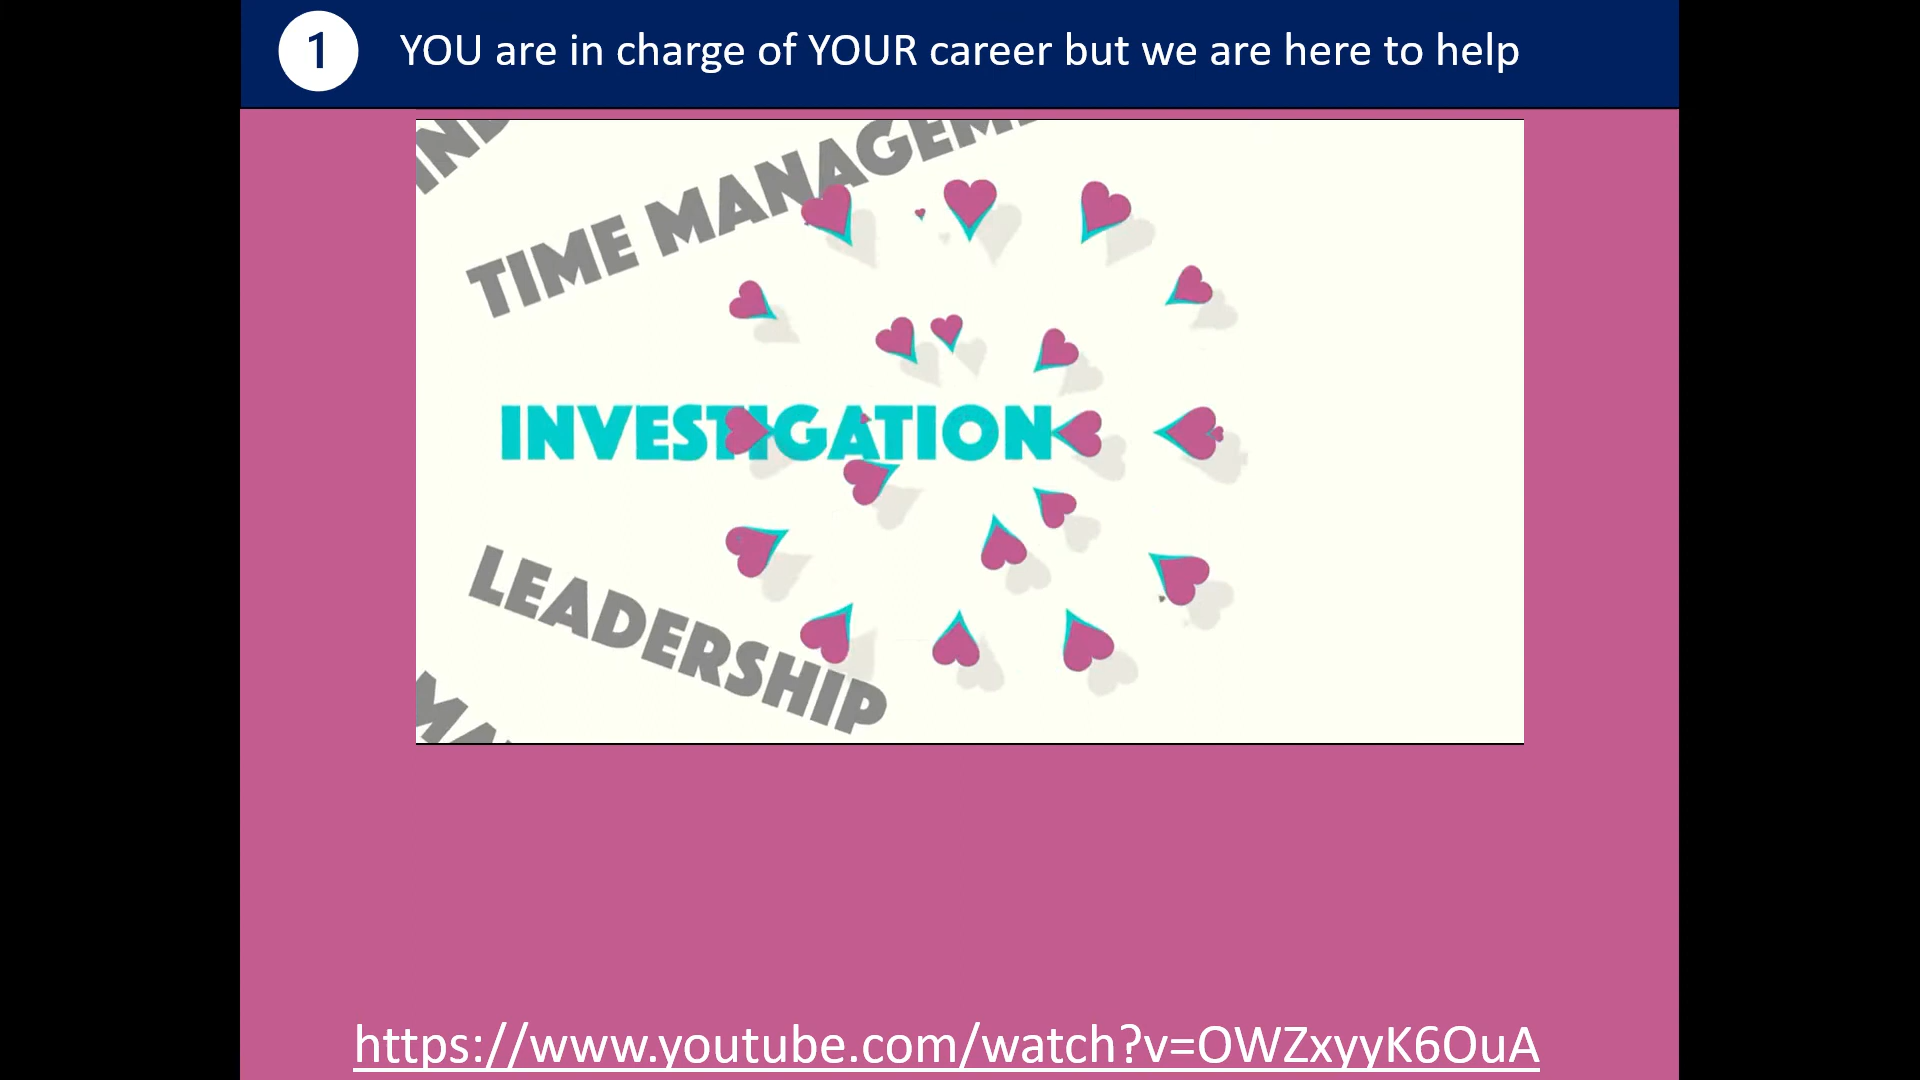 1 YOU are in charge of YOUR career but we are here to help
TIME MANAGEM
INVESTIGATION
LEADERSHIP
MA
https://www.youtube.com/watch?v=OWZxyyK6OuA